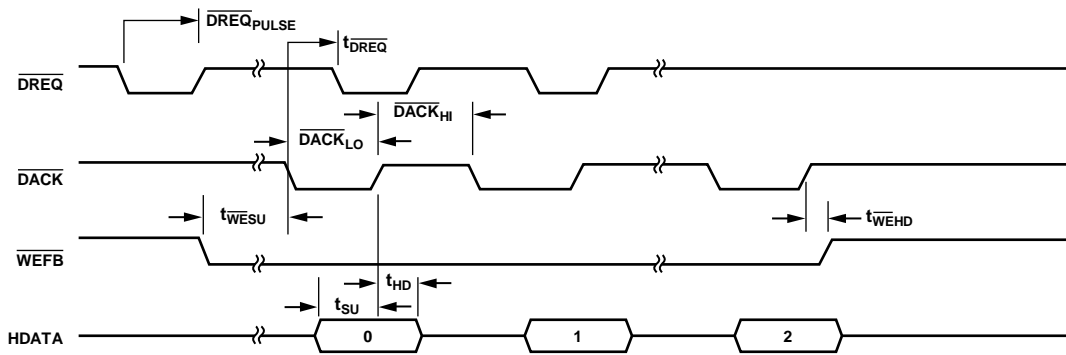 DREQPULSE
tDREQ
DREQ
DACKHI
DACKLO
DACK
tWESU
tWEHD
WEFB
tHD
tSU
HDATA
0
1
2